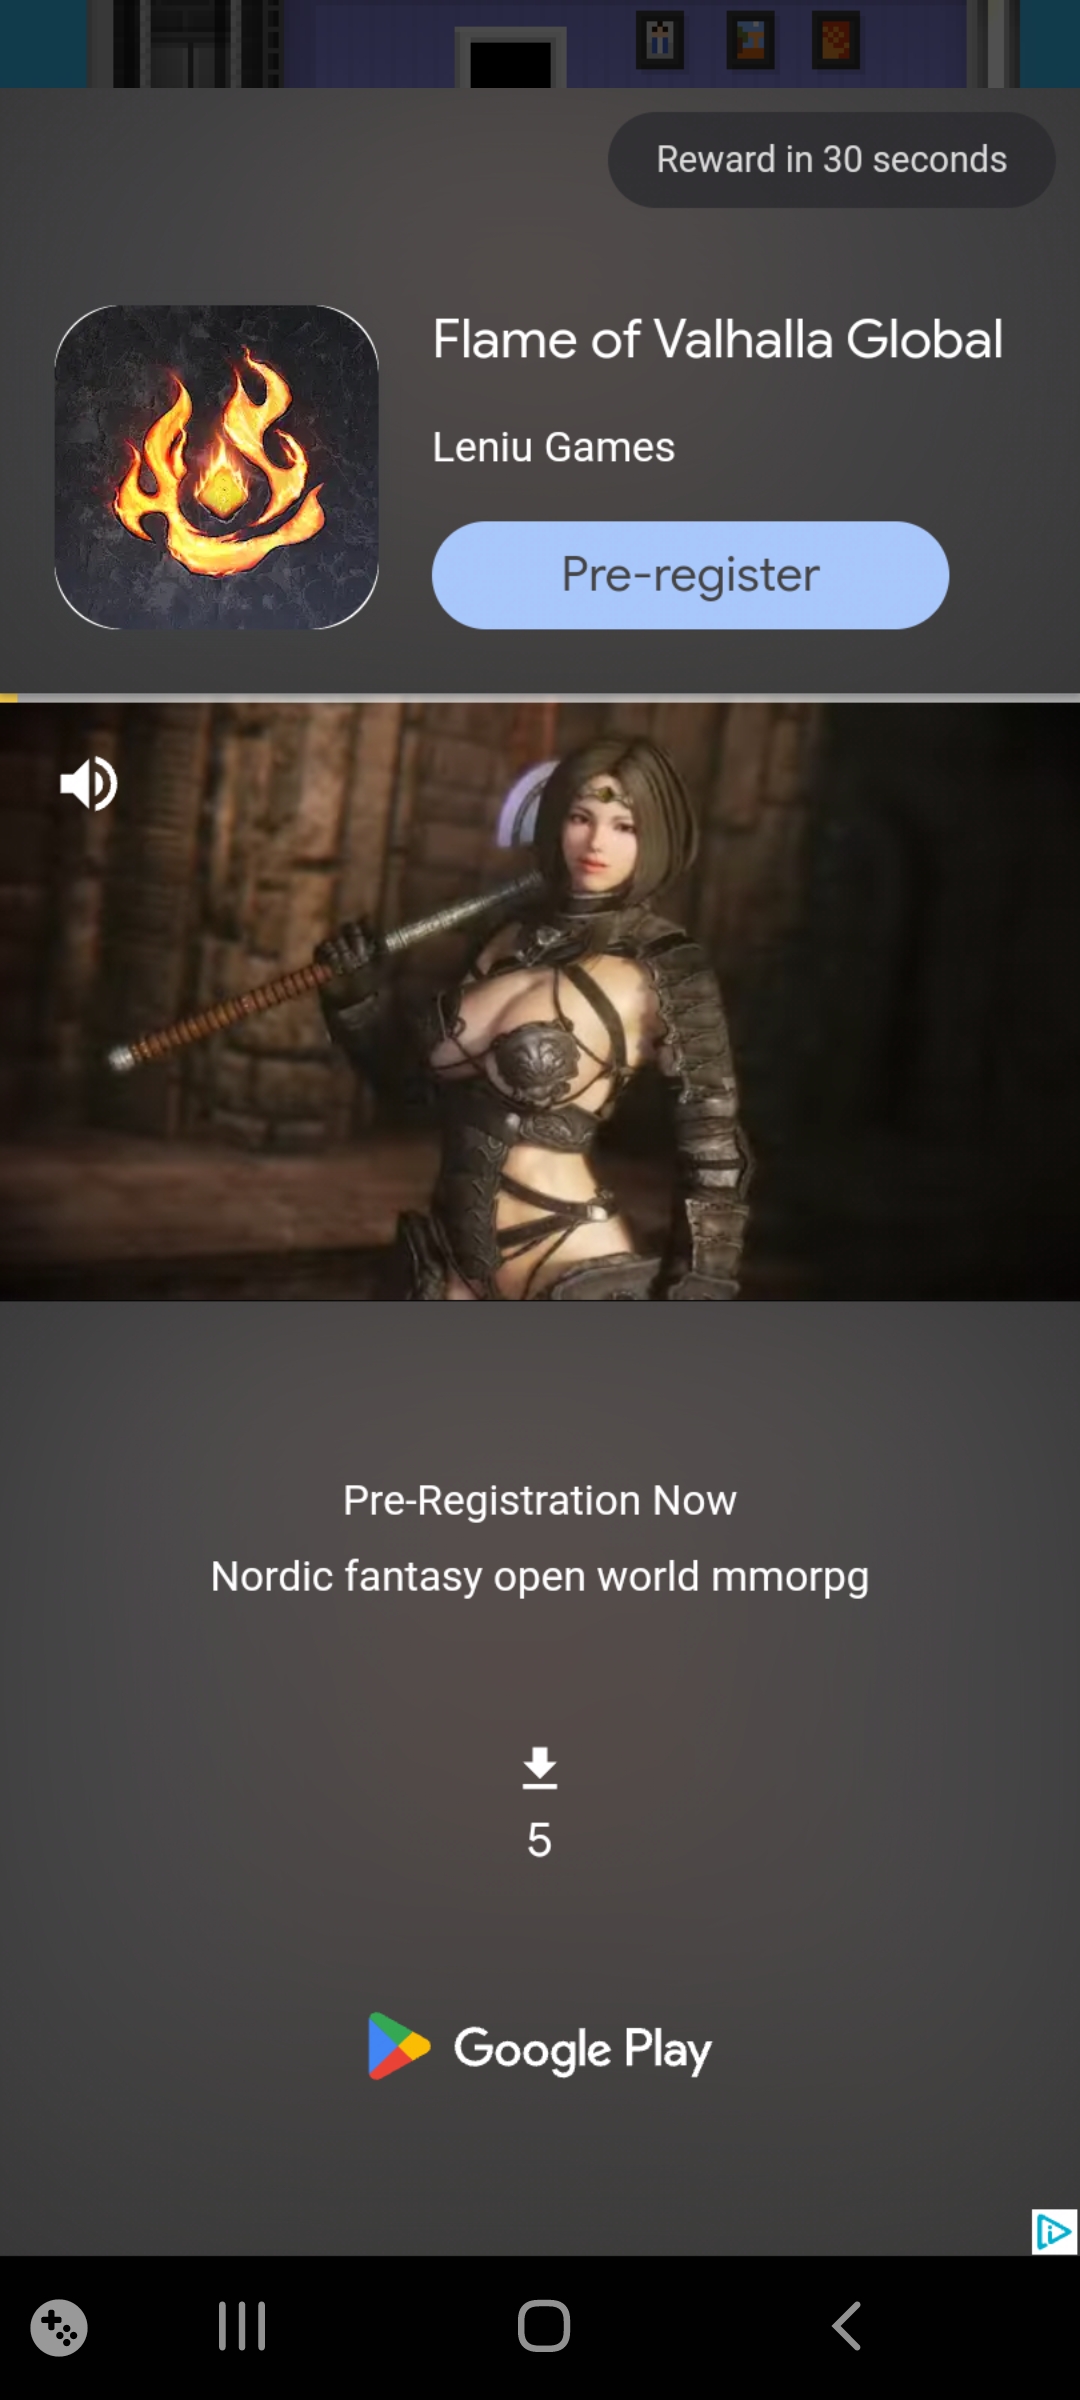 Reward in 30 seconds
Flame of Valhalla Global
Leniu Games
Pre-register
Pre-Registration Now
Nordic fantasy open world mmorpg
5
Google Play